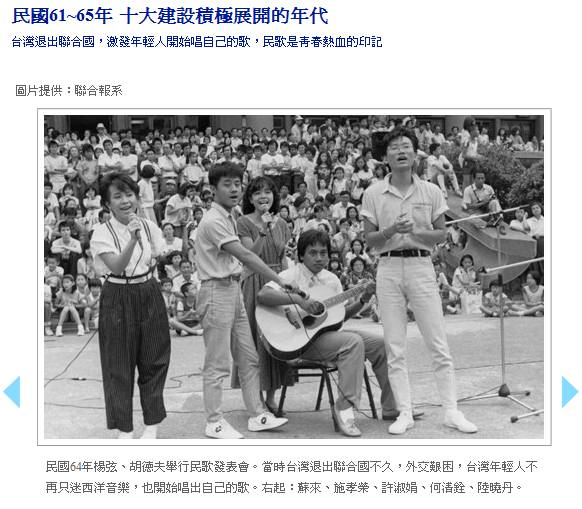 民國61~65年 十大建設積極展開的年代
台灣退出聯合國，激發年輕人開始唱自己的歌，民歌是青春熱血的印記
圖片提供：聯合報系
民國64年楊弦、胡德夫舉行民歌發表會。當時台灣退出聯合國不久，外交艱困，台灣年輕人不
再只迷西洋音樂，也開始唱出自己的歌。右起：蘇來、施孝榮、許淑娟、何濬銓、陸曉丹。